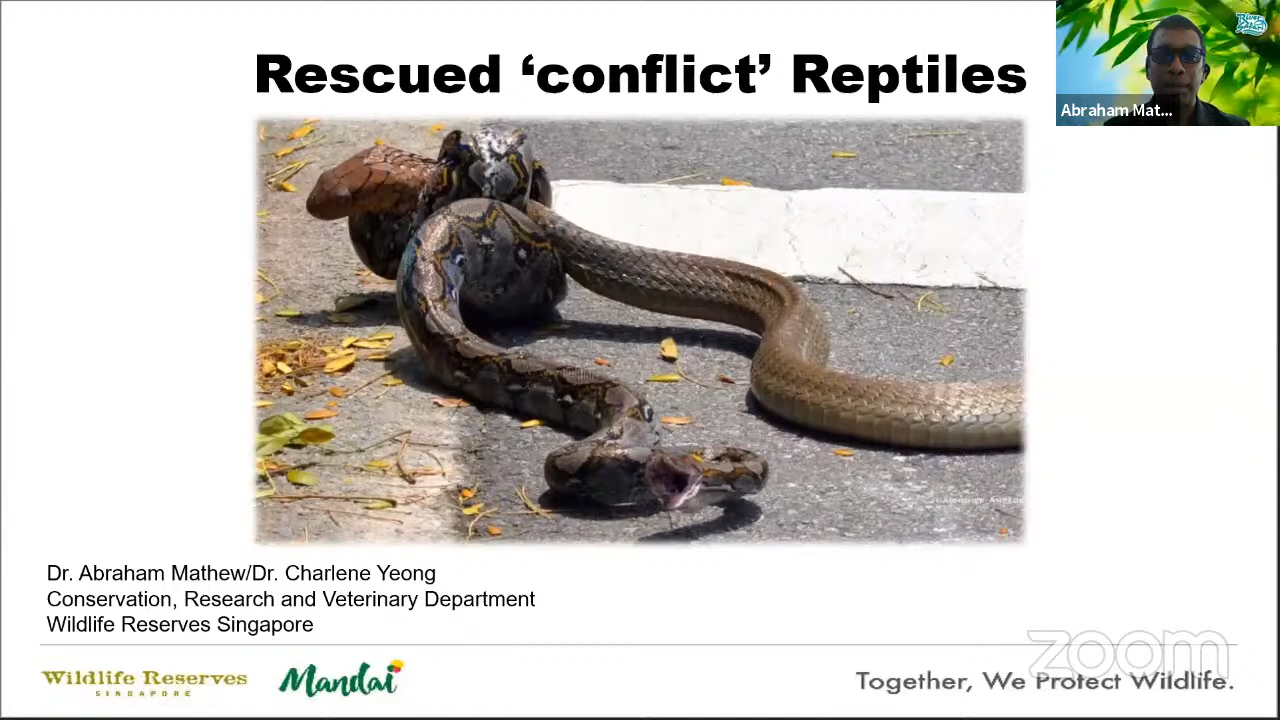 Rescued ‘conflict’ Reptiles
Abraham Mat...
Dr. Abraham Mathew/Dr. Charlene Yeong
Conservation, Research and Veterinary Department
Wildlife Reserves Singapore
Wildlife Reserves
SINGAPORE
Mandai
zoom
Together, We Protect Wildlife.